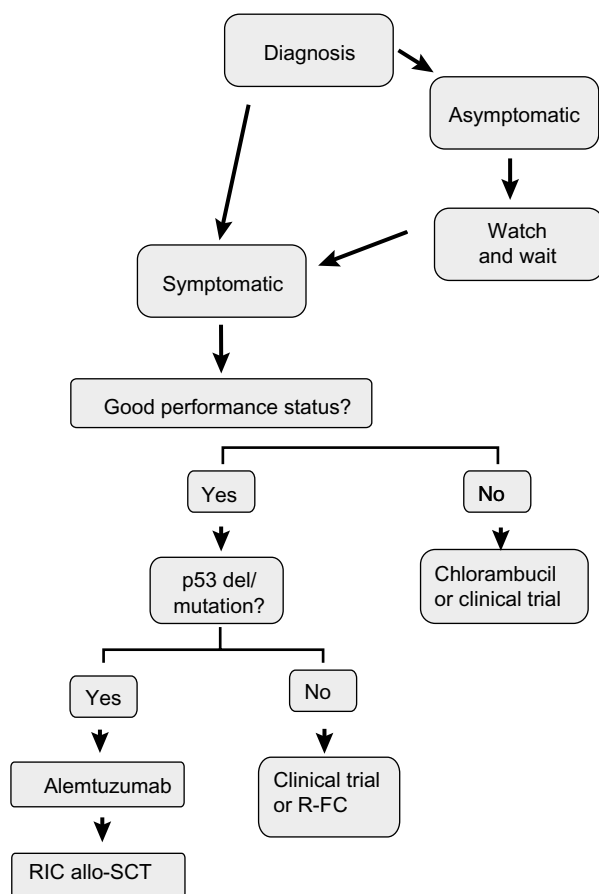 Diagnosis
Asymptomatic
Watch
and wait
Symptomatic
Good performance status?
Yes
No
p53 del/
mutation?
Chlorambucil
or clinical trial
Yes
No
Alemtuzumab
Clinical trial
or R-FC
RIC allo-SCT